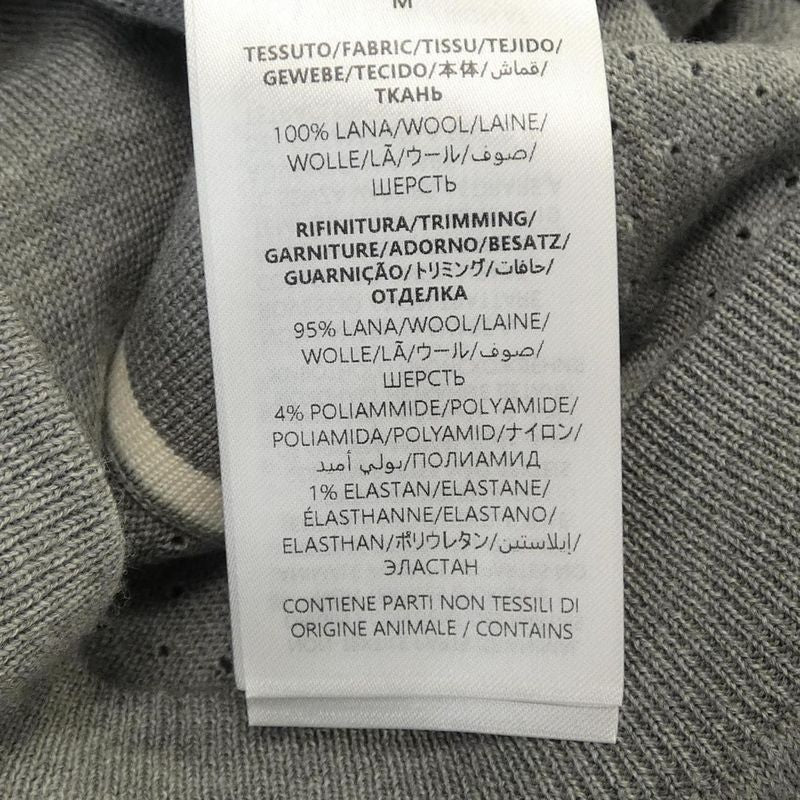 M
TESSUTO/FABRIC/TISSU/TEJIDO/
GEWEBE/TECIDO/本体/قماش/
ТКАНЬ
100% LANA/WOOL/LAINE/
WOLLE/LÃ/ウール/صوف/
ШЕРСТЬ
RIFINITURA/TRIMMING/
GARNITURE/ADORNO/BESATZ/
GUARNIÇÃO/トリミング/حافات/
ОТДЕЛКА
95% LANA/WOOL/LAINE/
WOLLE/LÃ/ウール/صوف/
ШЕРСТЬ
4% POLIAMMIDE/POLYAMIDE/
POLIAMIDA/POLYAMID/ナイロン/
بولي أميد/ПОЛИАМИД
1% ELASTAN/ELASTANE/
ÉLASTHANNE/ELASTANO/
ELASTHAN/ポリウレタン/إيلاستين/
ЭЛАСТАН
CONTIENE PARTI NON TESSILI DI
ORIGINE ANIMALE / CONTAINS